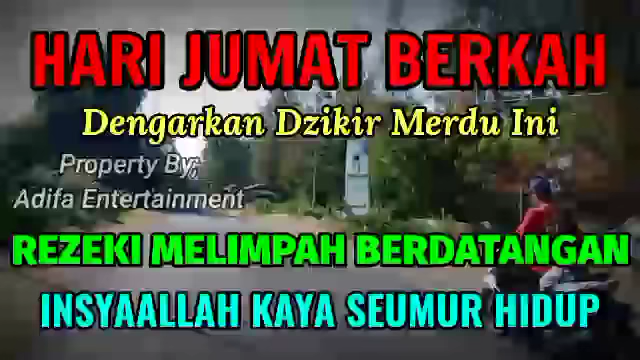 HARI JUMAT BERKAH
Dengarkan Dzikir Merdu Ini
Property By;
Adifa Entertainment
REZEKI MELIMPAH BERDATANGAN
INSYAALLAH KAYA SEUMUR HIDUP